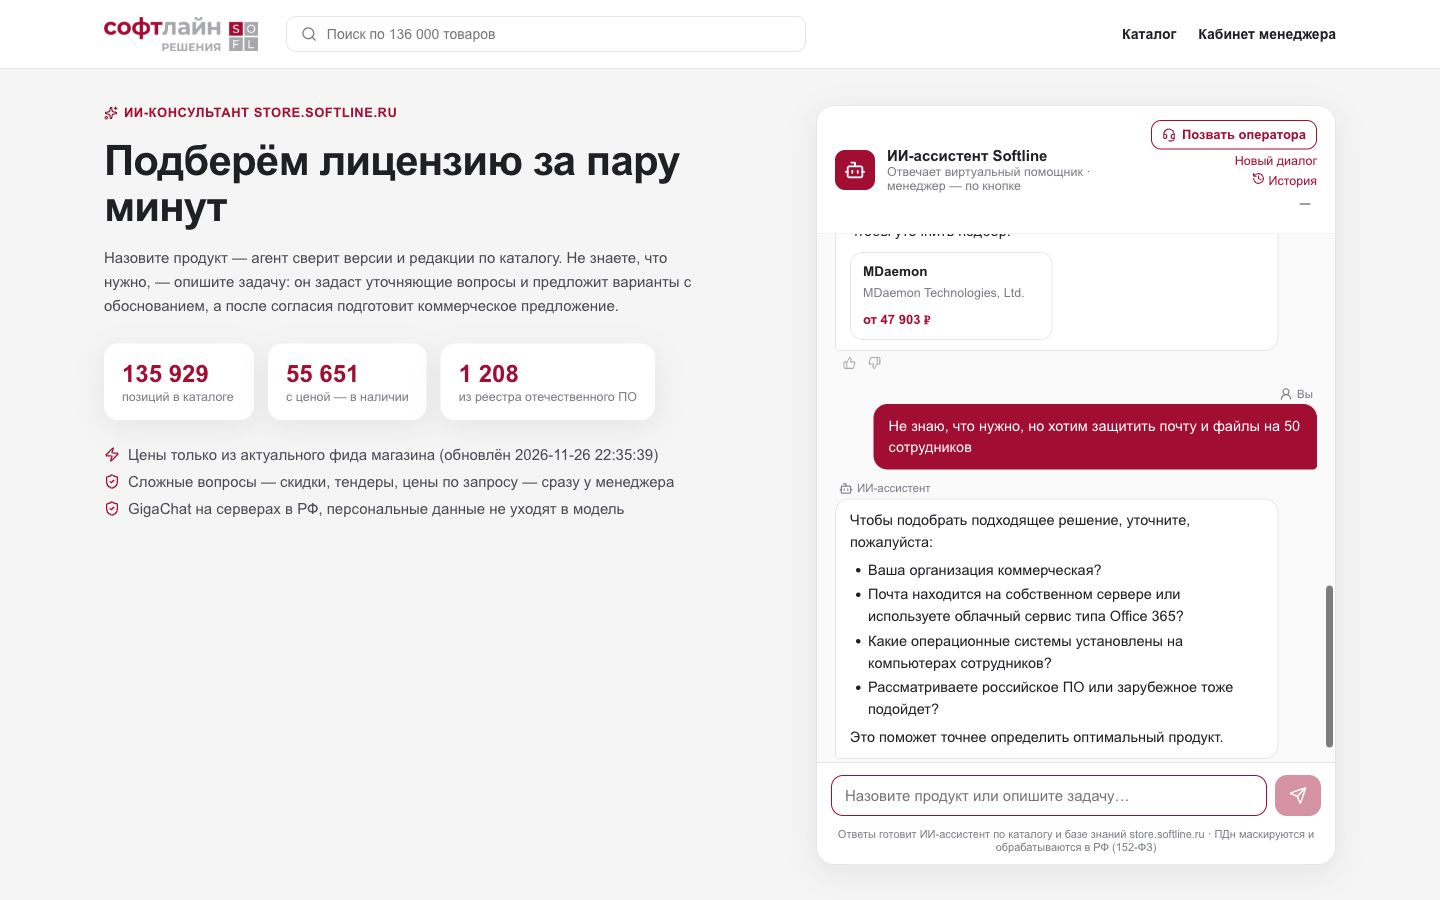 софтлайн
РЕШЕНИЯ
SO
FL
Поиск по 136 000 товаров
Каталог
Кабинет менеджера
ИИ-КОНСУЛЬТАНТ STORE.SOFTLINE.RU
Подберём лицензию за пару
минут
Назовите продукт — агент сверит версии и редакции по каталогу. Не знаете, что
нужно, — опишите задачу: он задаст уточняющие вопросы и предложит варианты с
обоснованием, а после согласия подготовит коммерческое предложение.
135 929
позиций в каталоге
55 651
с ценой — в наличии
1 208
из реестра отечественного ПО
Цены только из актуального фида магазина (обновлён 2026-11-26 22:35:39)
Сложные вопросы — скидки, тендеры, цены по запросу — сразу у менеджера
GigaChat на серверах в РФ, персональные данные не уходят в модель
ИИ-ассистент Softline
Отвечает виртуальный помощник ·
менеджер — по кнопке
Позвать оператора
Новый диалог
История
—
чтобы уточнить подбор.
MDaemon
MDaemon Technologies, Ltd.
от 47 903 ₽
Вы
Не знаю, что нужно, но хотим защитить почту и файлы на 50
сотрудников
ИИ-ассистент
Чтобы подобрать подходящее решение, уточните,
пожалуйста:
• Ваша организация коммерческая?
• Почта находится на собственном сервере или
используете облачный сервис типа Office 365?
• Какие операционные системы установлены на
компьютерах сотрудников?
• Рассматриваете российское ПО или зарубежное тоже
подойдет?
Это поможет точнее определить оптимальный продукт.
Назовите продукт или опишите задачу…
Ответы готовит ИИ-ассистент по каталогу и базе знаний store.softline.ru · ПДн маскируются и
обрабатываются в РФ (152-ФЗ)